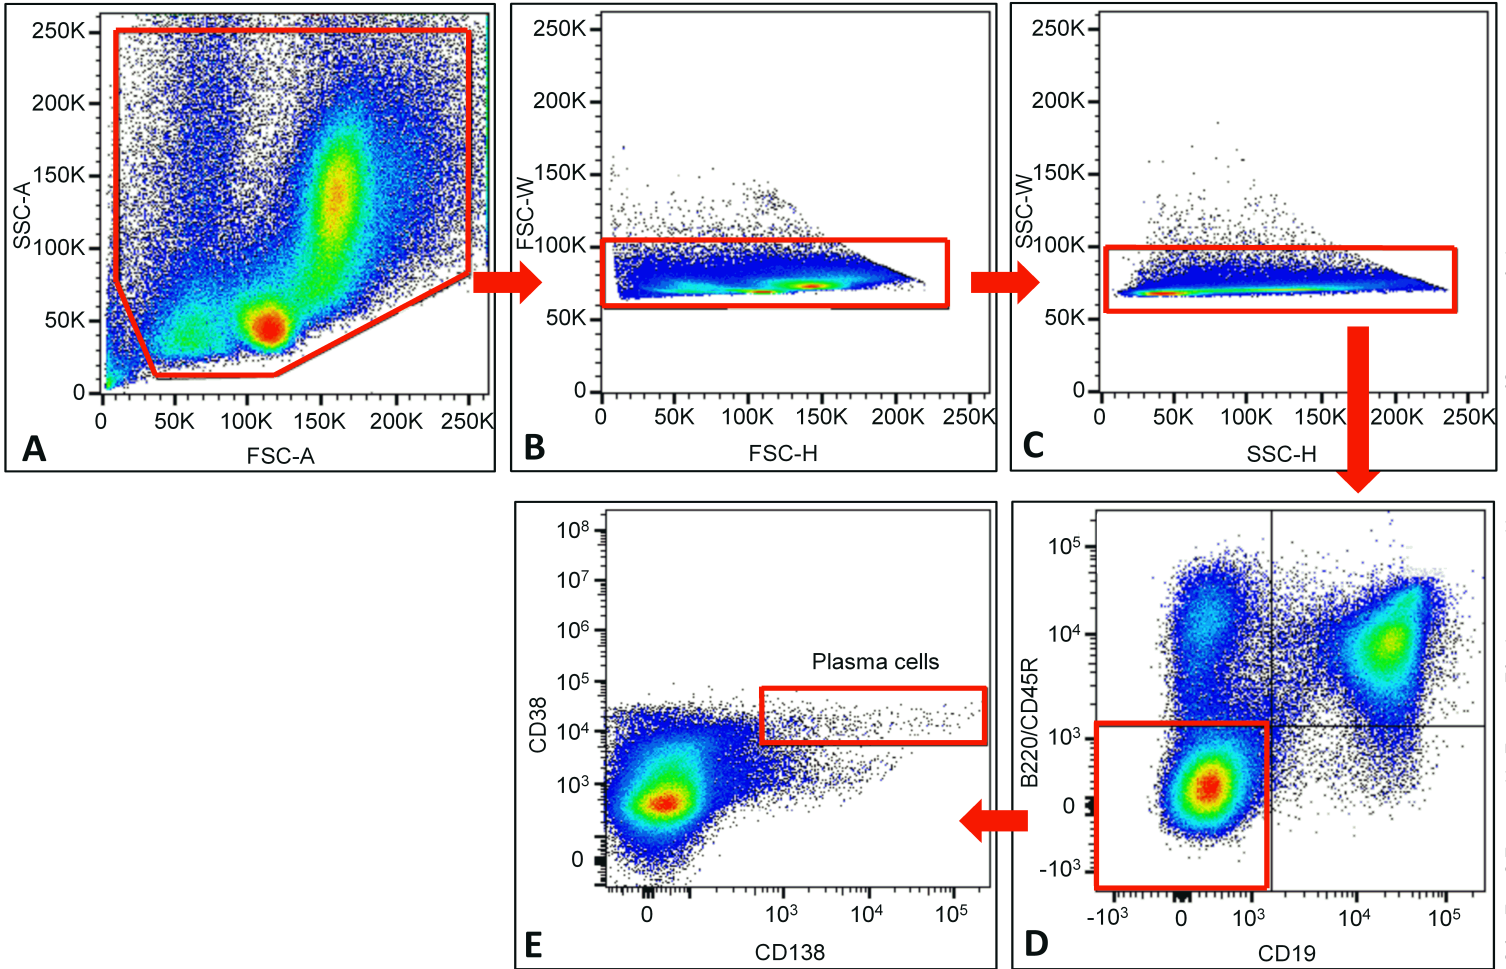 250K
200K
150K
100K
50K
0
SSC-A
0 50K 100K 150K 200K 250K
FSC-A
A
250K
200K
150K
100K
50K
0
FSC-W
0 50K 100K 150K 200K 250K
FSC-H
B
250K
200K
150K
100K
50K
0
SSC-W
0 50K 100K 150K 200K 250K
SSC-H
C
10⁸
10⁷
10⁶
10⁵
10⁴
10³
0
CD38
Plasma cells
0 10³ 10⁴ 10⁵
CD138
E
10⁵
10⁴
10³
0
-10³
B220/CD45R
-10³ 0 10³ 10⁴ 10⁵
CD19
D